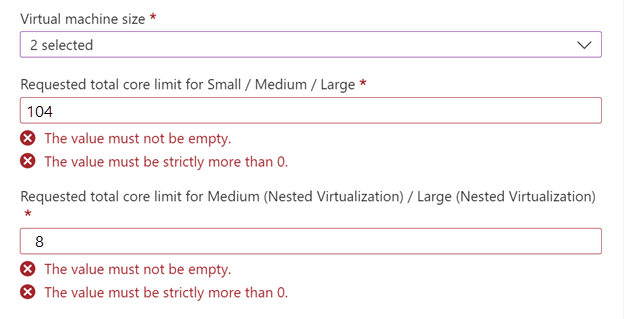 Virtual machine size *
2 selected
Requested total core limit for Small / Medium / Large *
104
The value must not be empty.
The value must be strictly more than 0.
Requested total core limit for Medium (Nested Virtualization) / Large (Nested Virtualization)
*
8
The value must not be empty.
The value must be strictly more than 0.